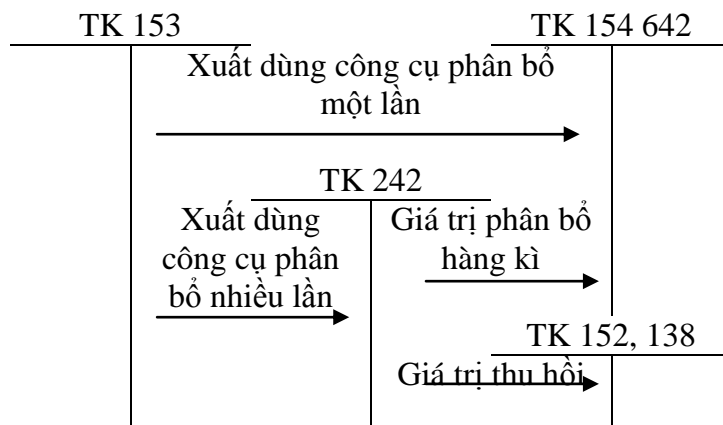 TK 153
TK 154 642
Xuất dùng công cụ phân bổ
một lần
TK 242
Xuất dùng
công cụ phân
bổ nhiều lần
Giá trị phân bổ
hàng kì
TK 152, 138
Giá trị thu hồi